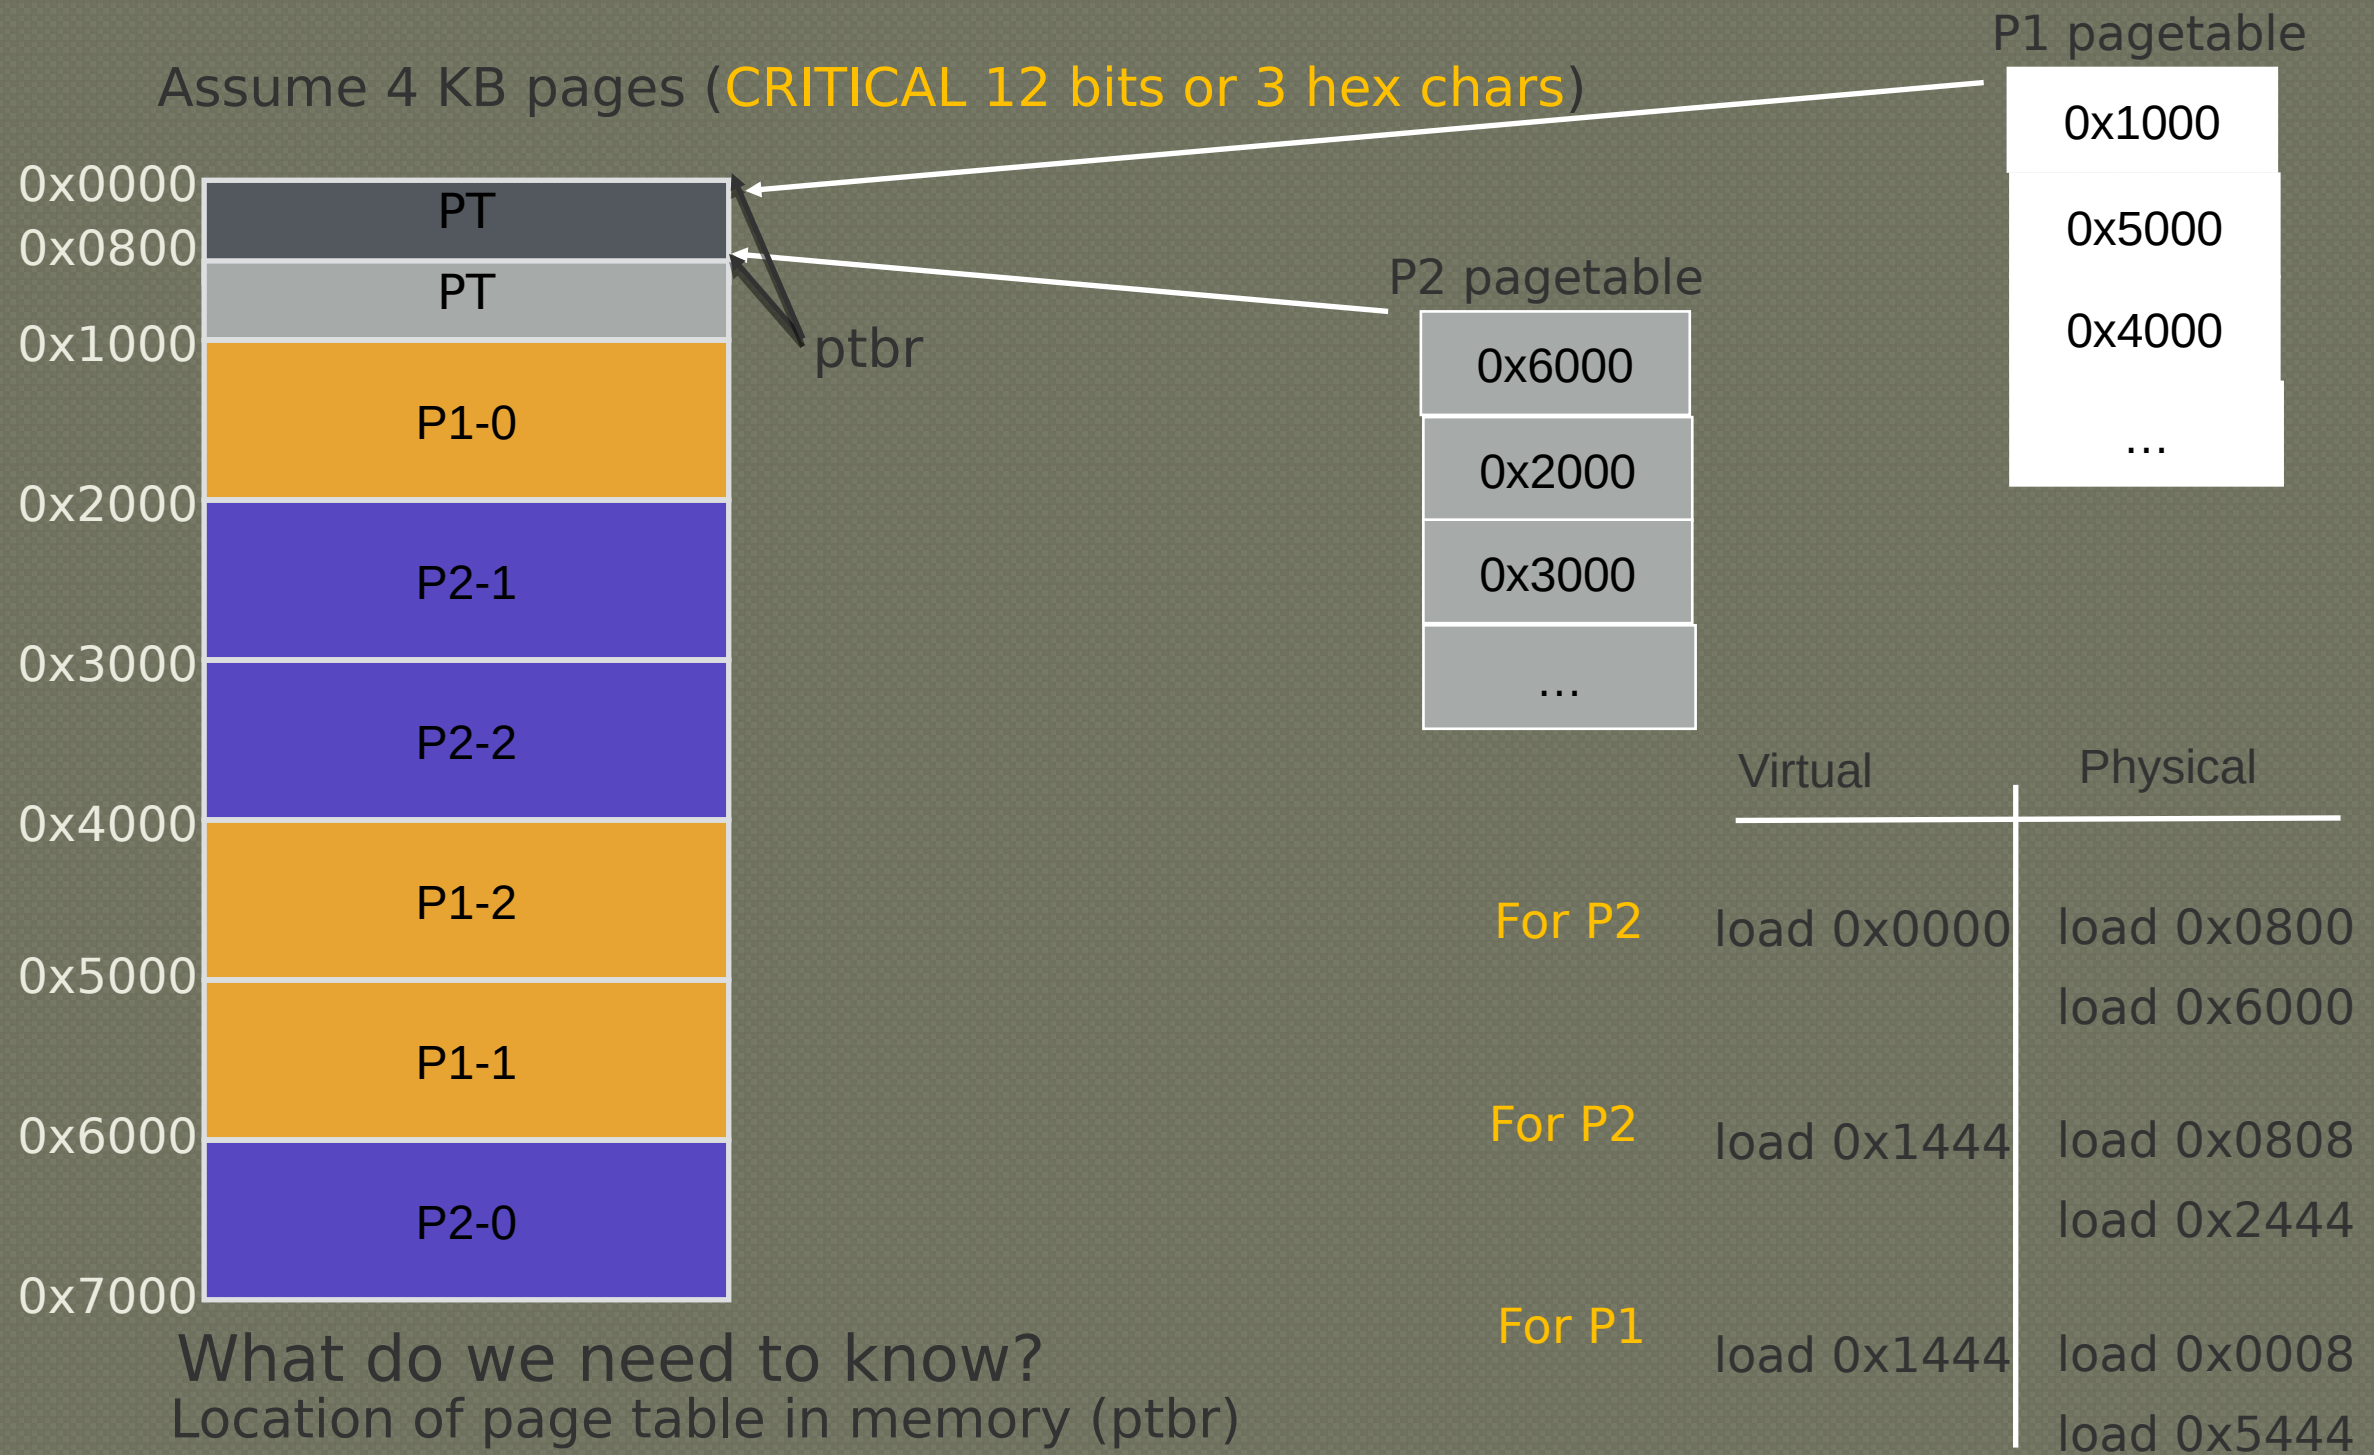 P1 pagetable
Assume 4 KB pages (CRITICAL 12 bits or 3 hex chars)
0x1000
0x5000
0x4000
…
0x0000
PT
0x0800
PT
0x1000
ptbr
P1-0
0x2000
P2-1
0x3000
P2-2
0x4000
P1-2
0x5000
P1-1
0x6000
P2-0
0x7000
P2 pagetable
0x6000
0x2000
0x3000
…
Virtual
Physical
For P2
load 0x0000
load 0x0800
load 0x6000
For P2
load 0x1444
load 0x0808
load 0x2444
For P1
load 0x1444
load 0x0008
load 0x5444
What do we need to know?
Location of page table in memory (ptbr)